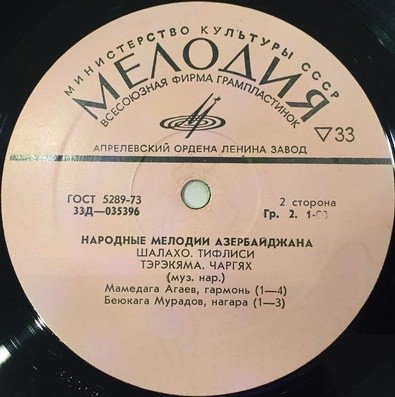 МИНИСТЕРСТВО КУЛЬТУРЫ СССР
МЕЛОДИЯ
ВСЕСОЮЗНАЯ ФИРМА ГРАМПЛАСТИНОК
▽33
АПРЕЛЕВСКИЙ ОРДЕНА ЛЕНИНА ЗАВОД
ГОСТ 5289-73
33Д—035396
2 сторона
Гр. 2.
НАРОДНЫЕ МЕЛОДИИ АЗЕРБАЙДЖАНА
ШАЛАХО. ТИФЛИСИ
ТЭРЭКЯМА. ЧАРГЯХ
(муз. нар.)
Мамедага Агаев, гармонь (1—4)
Беюкага Мурадов, нагара (1—3)